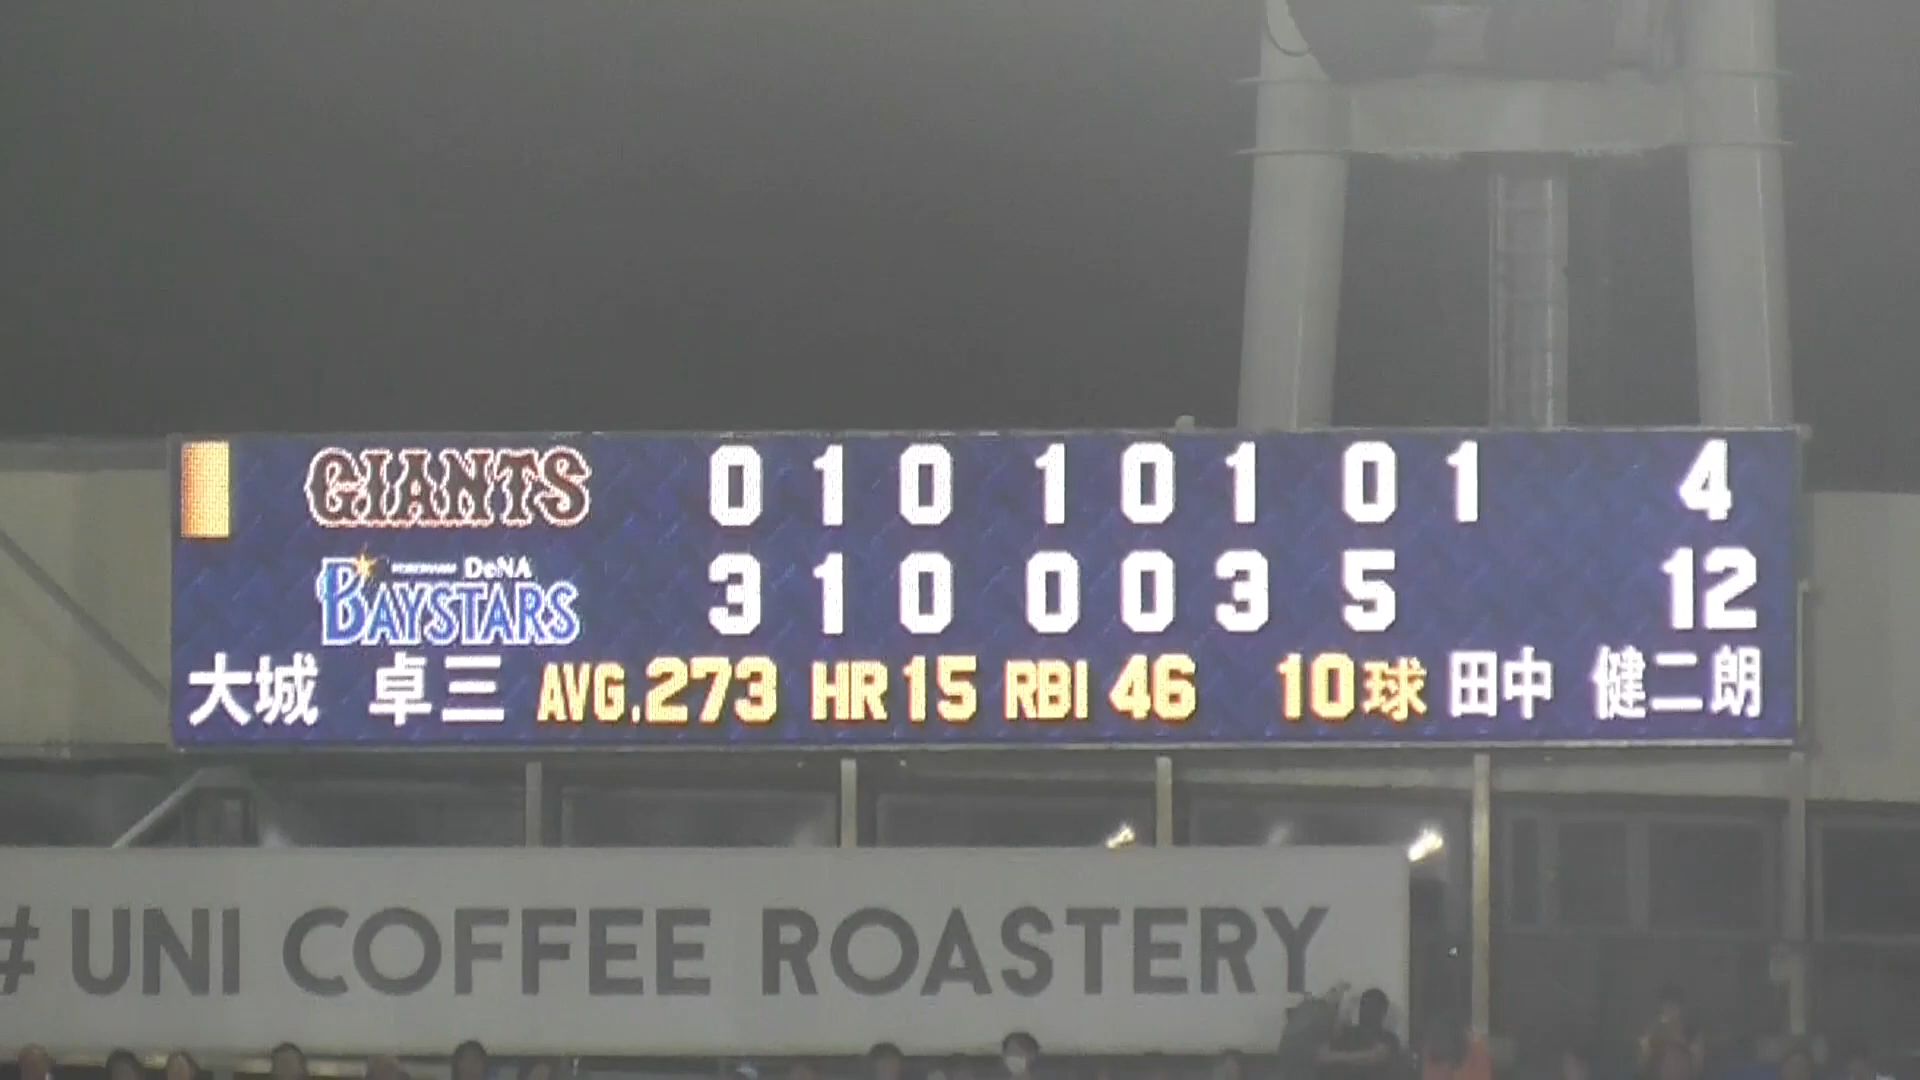 GIANTS 0 1 0 1 0 1 0 1 4
DeNA
BAYSTARS 3 1 0 0 0 3 5 12
大城 卓三 AVG.273 HR 15 RBI 46 10球 田中 健二朗
# UNI COFFEE ROASTERY